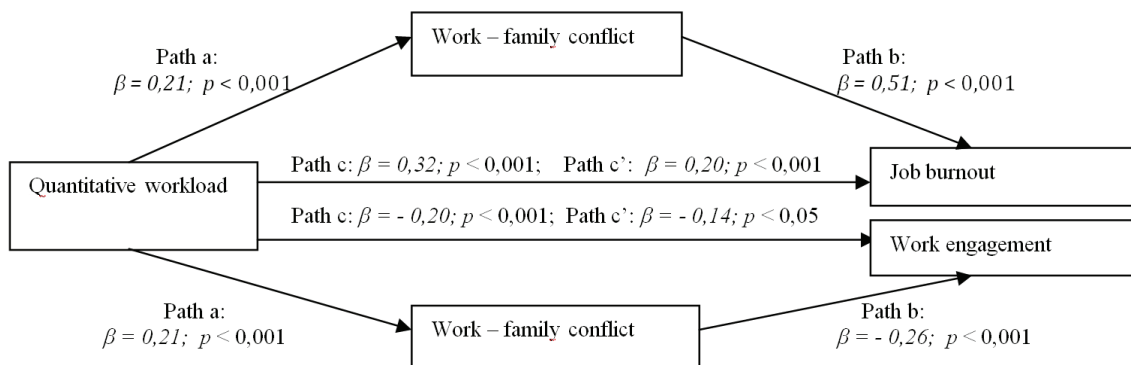 Work – family conflict
Path a:
β = 0,21; p < 0,001
Path b:
β = 0,51; p < 0,001
Path c: β = 0,32; p < 0,001; Path c’: β = 0,20; p < 0,001
Job burnout
Quantitative workload
Path c: β = - 0,20; p < 0,001; Path c’: β = - 0,14; p < 0,05
Work engagement
Path a:
β = 0,21; p < 0,001
Work – family conflict
Path b:
β = - 0,26; p < 0,001